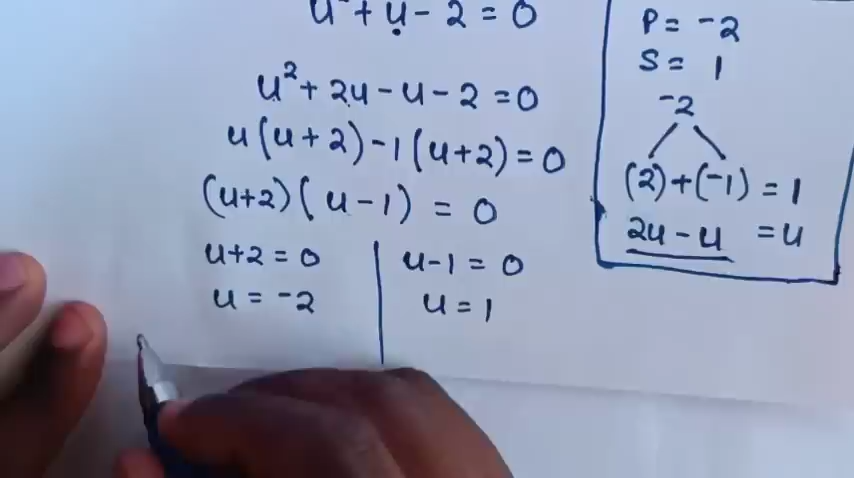 u² + u - 2 = 0
u² + 2u - u - 2 = 0
u(u + 2) - 1(u + 2) = 0
(u+2)(u - 1) = 0
u+2 = 0
u = -2
u-1 = 0
u = 1
P = -2
S = 1
-2
(2)+(-1) = 1
2u - u = u